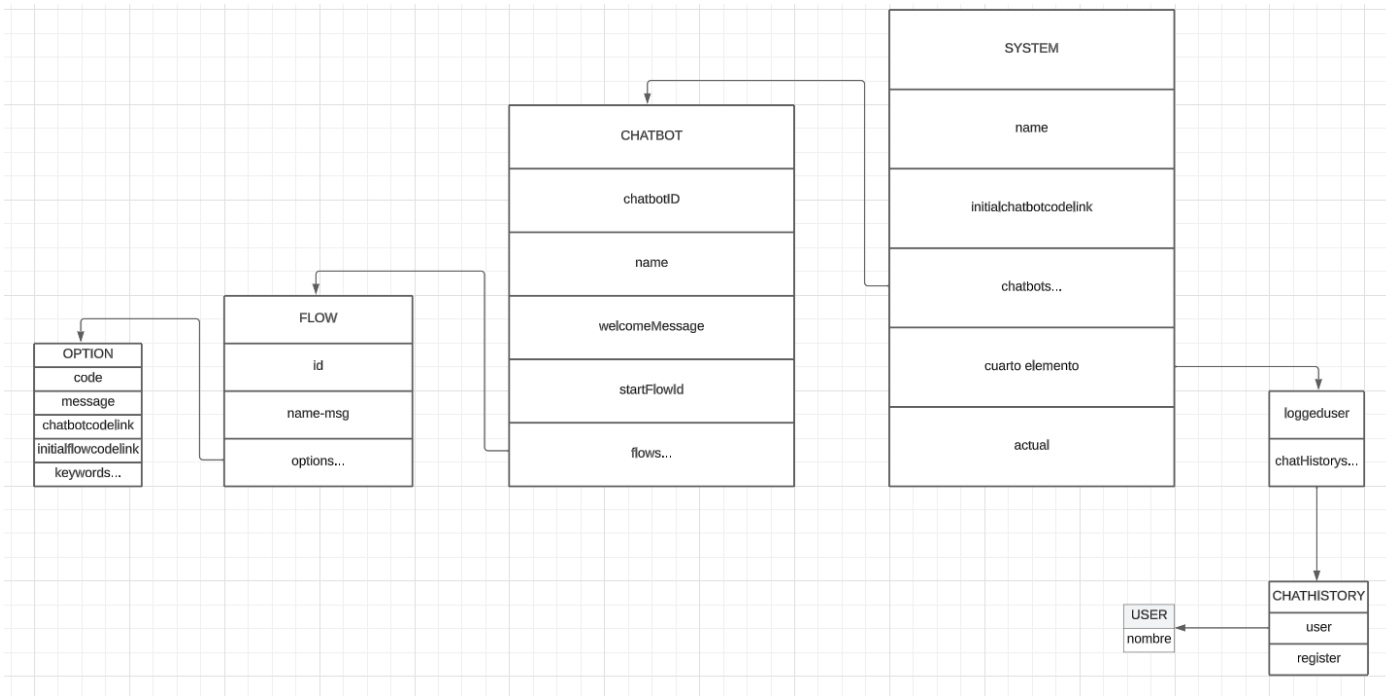 SYSTEM
name
initialchatbotcodelink
chatbots...
cuarto elemento
actual
CHATBOT
chatbotID
name
welcomeMessage
startFlowId
flows...
FLOW
id
name-msg
options...
OPTION
code
message
chatbotcodelink
initialflowcodelink
keywords...
loggeduser
chatHistorys...
CHATHISTORY
user
register
USER
nombre